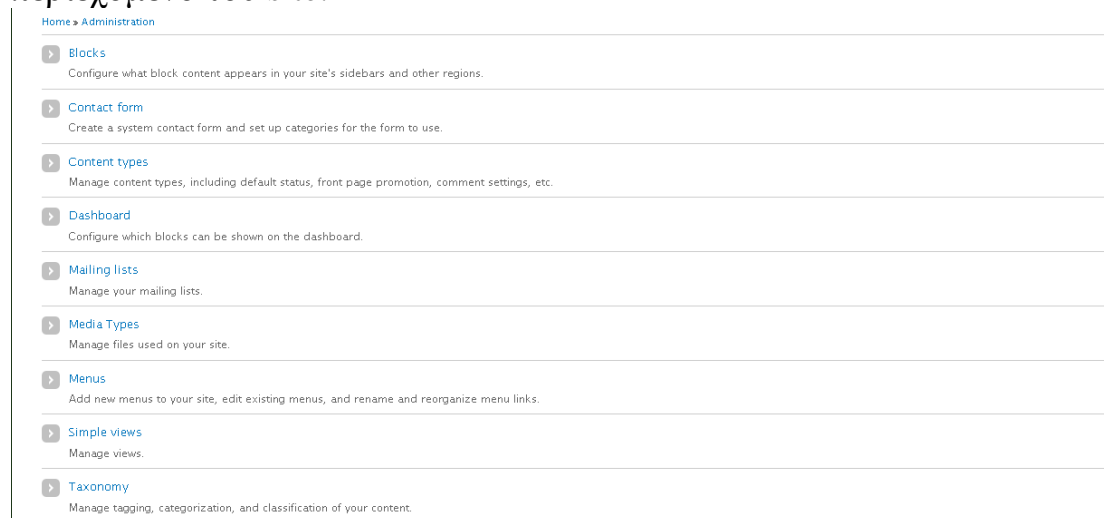 Home » Administration
Blocks
Configure what block content appears in your site's sidebars and other regions.
Contact form
Create a system contact form and set up categories for the form to use.
Content types
Manage content types, including default status, front page promotion, comment settings, etc.
Dashboard
Configure which blocks can be shown on the dashboard.
Mailing lists
Manage your mailing lists.
Media Types
Manage files used on your site.
Menus
Add new menus to your site, edit existing menus, and rename and reorganize menu links.
Simple views
Manage views.
Taxonomy
Manage tagging, categorization, and classification of your content.